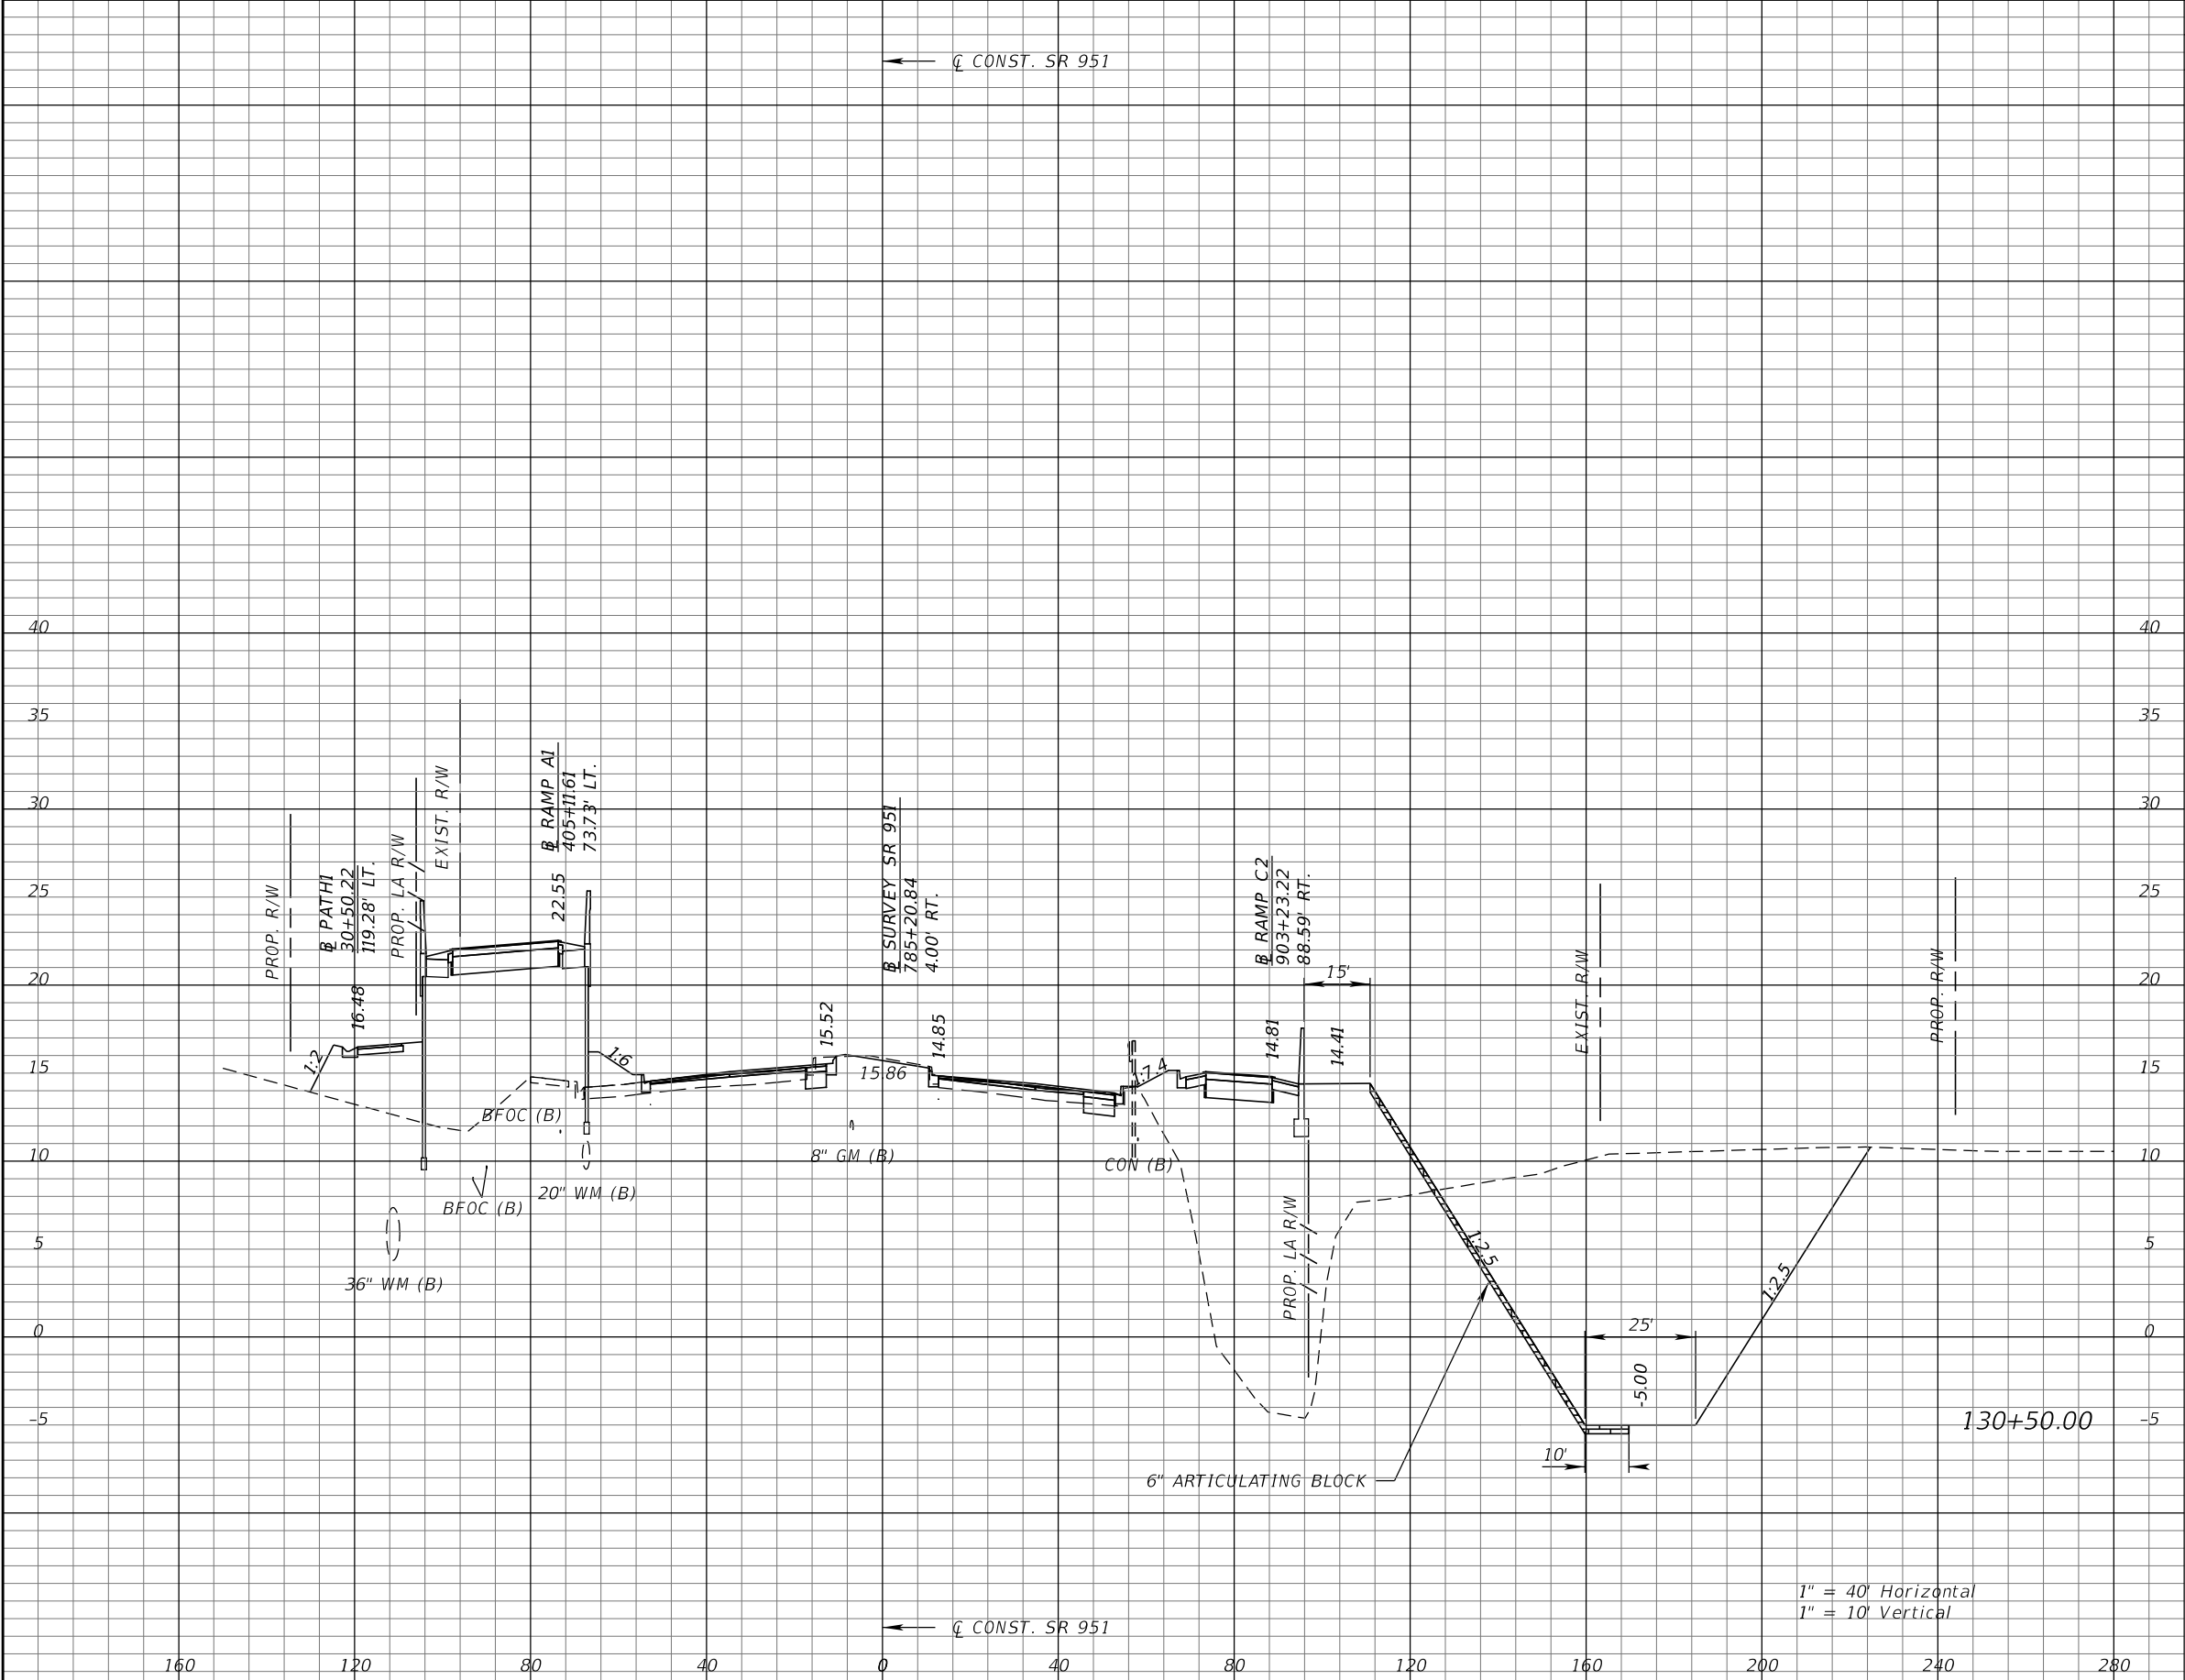 ℄ CONST. SR 951
40
40
35
35
30
30
25
25
20
20
15
15
10
10
5
5
0
0
-5
-5
PROP. R/W
℄ PATH1
30+50.22
119.28' LT.
16.48
PROP. LA R/W
EXIST. R/W
℄ RAMP A1
405+11.61
73.73' LT.
22.55
℄ SURVEY SR 951
785+20.84
4.00' RT.
15.52
14.85
15.86
℄ RAMP C2
903+23.22
88.59' RT.
14.81
14.41
15'
EXIST. R/W
PROP. R/W
1:2
1:6
1:7.4
BFOC (B)
BFOC (B)
20" WM (B)
36" WM (B)
8" GM (B)
CON (B)
PROP. LA R/W
1:2.5
1:2.5
25'
-5.00
10'
6" ARTICULATING BLOCK
130+50.00
1" = 40' Horizontal
1" = 10' Vertical
℄ CONST. SR 951
160
120
80
40
0
40
80
120
160
200
240
280